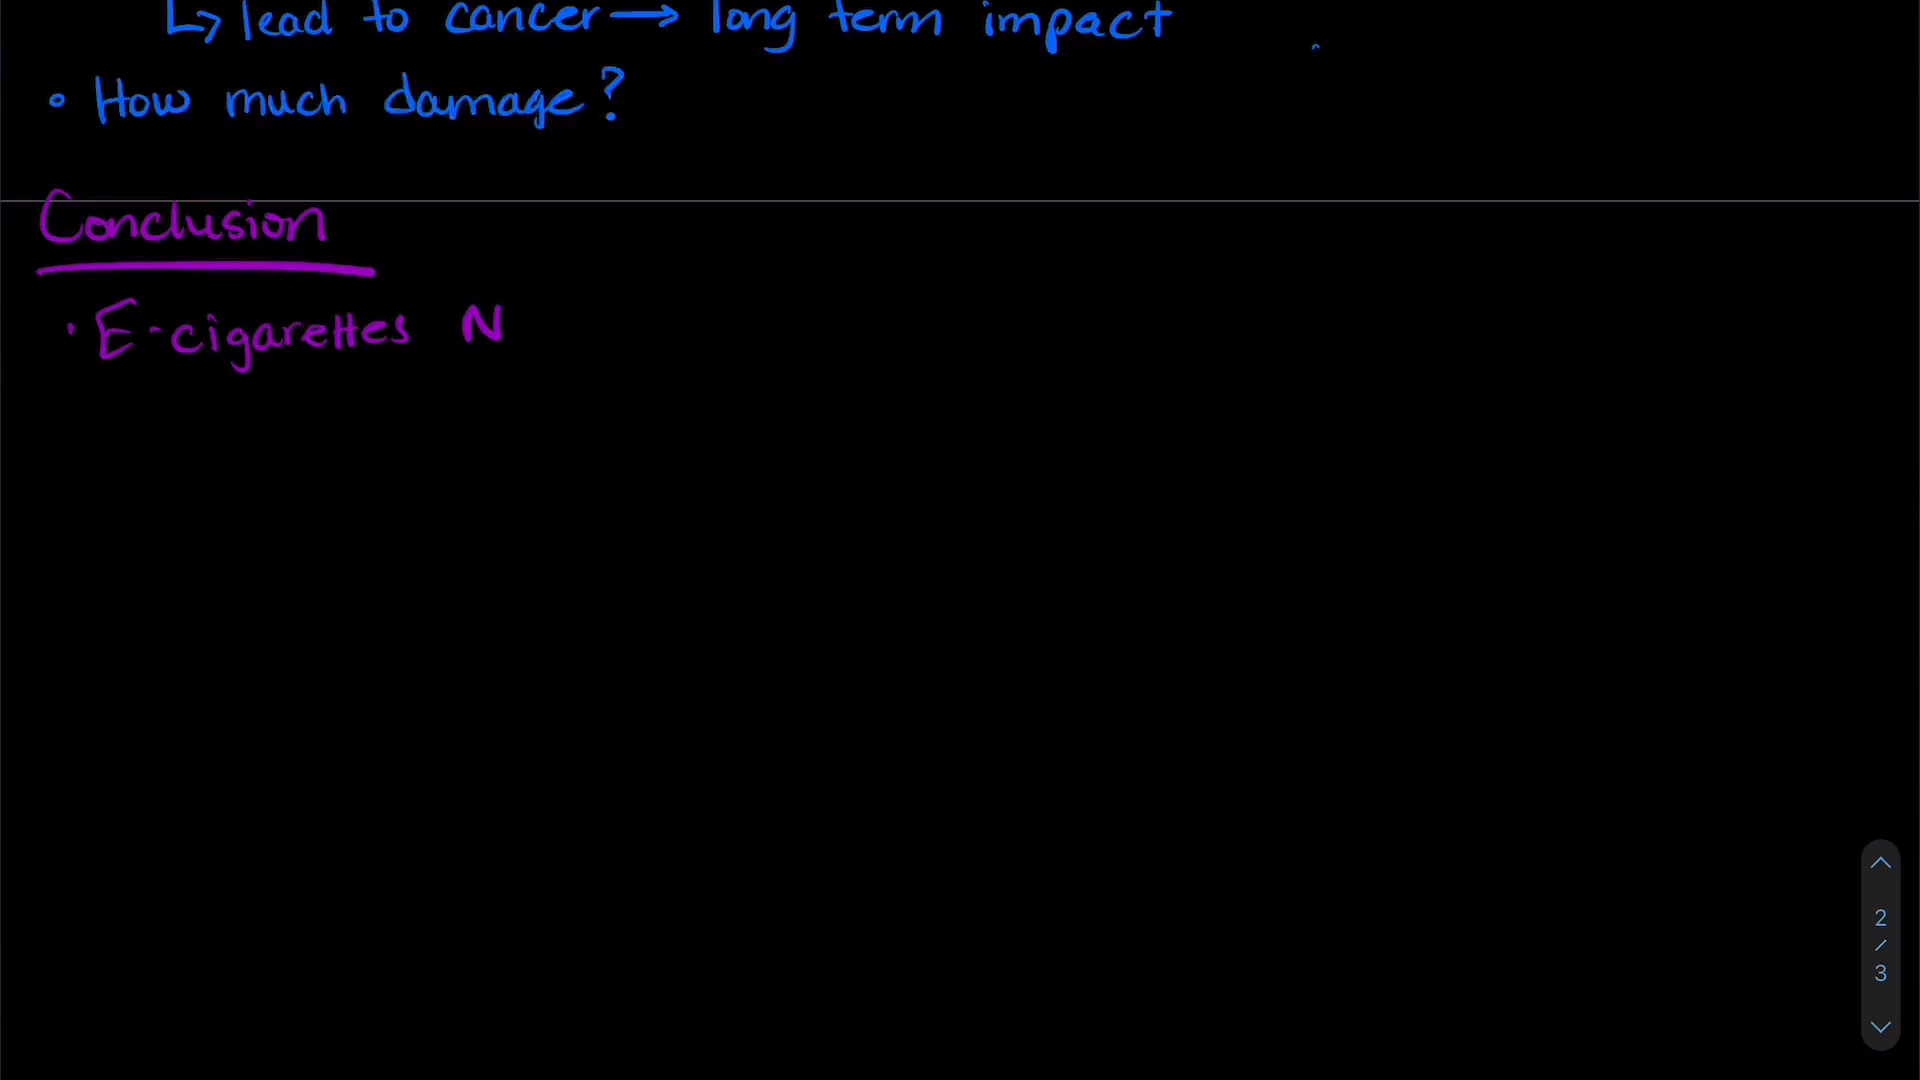 ↳ lead to cancer → long term impact
• How much damage?
Conclusion
• E-cigarettes N
2
/
3